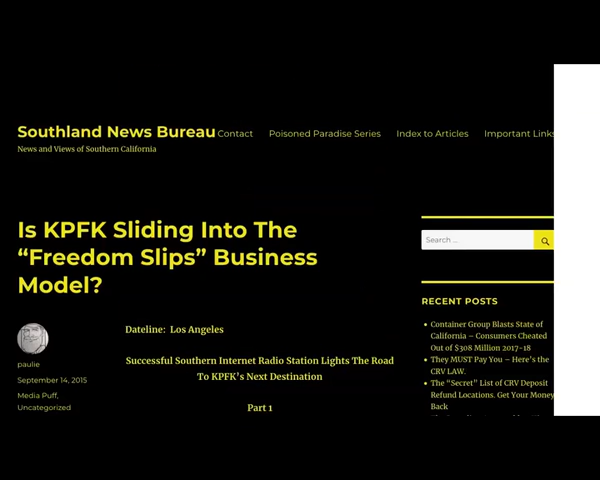 Southland News Bureau
Contact
Poisoned Paradise Series
Index to Articles
Important Links
News and Views of Southern California
Is KPFK Sliding Into The
“Freedom Slips” Business
Model?
paulie
September 14, 2015
Media Puff,
Uncategorized
Dateline: Los Angeles
Successful Southern Internet Radio Station Lights The Road
To KPFK’s Next Destination
Part 1
Search …
RECENT POSTS
Container Group Blasts State of
California – Consumers Cheated
Out of $308 Million 2017-18
They MUST Pay You – Here’s the
CRV LAW.
The “Secret” List of CRV Deposit
Refund Locations. Get Your Money
Back